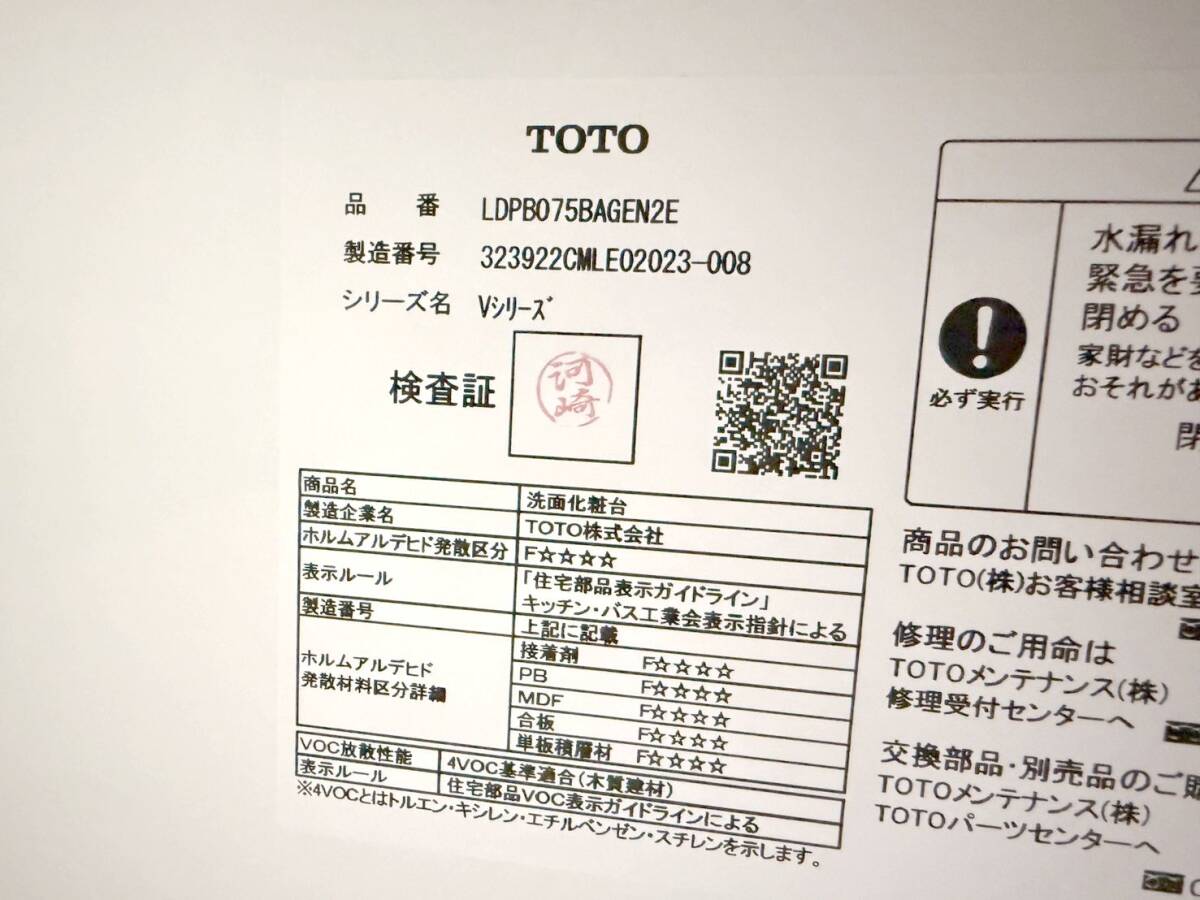 TOTO
品 番 LDPB075BAGEN2E
製造番号 323922CMLE02023-008
シリーズ名 Vシリーズ
検査証
河崎
商品名 洗面化粧台
製造企業名 TOTO株式会社
ホルムアルデヒド発散区分 F☆☆☆☆
表示ルール 「住宅部品表示ガイドライン」
キッチン・バス工業会表示指針による
製造番号 上記に記載
ホルムアルデヒド
発散材料区分詳細
接着剤 F☆☆☆☆
PB F☆☆☆☆
MDF F☆☆☆☆
合板 F☆☆☆☆
単板積層材 F☆☆☆☆
VOC放散性能 4VOC基準適合(木質建材)
表示ルール 住宅部品VOC表示ガイドラインによる
※4VOCとはトルエン・キシレン・エチルベンゼン・スチレンを示します。
必ず実行
水漏れ
緊急を要
閉める
家財などを
おそれがあ
閉
商品のお問い合わせ
TOTO(株)お客様相談室
修理のご用命は
TOTOメンテナンス(株)
修理受付センターへ
交換部品・別売品のご購
TOTOメンテナンス(株)
TOTOパーツセンターへ